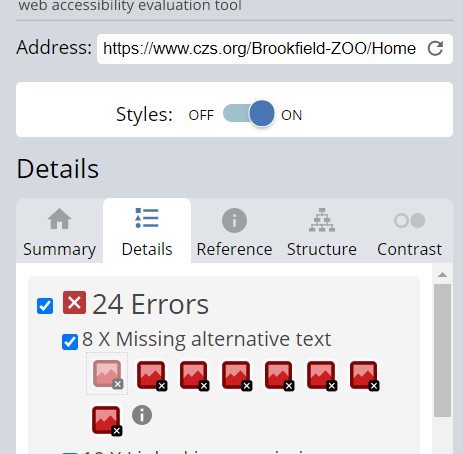 web accessibility evaluation tool
Address: https://www.czs.org/Brookfield-ZOO/Home
Styles: OFF ON
Details
Summary Details Reference Structure Contrast
24 Errors
8 X Missing alternative text